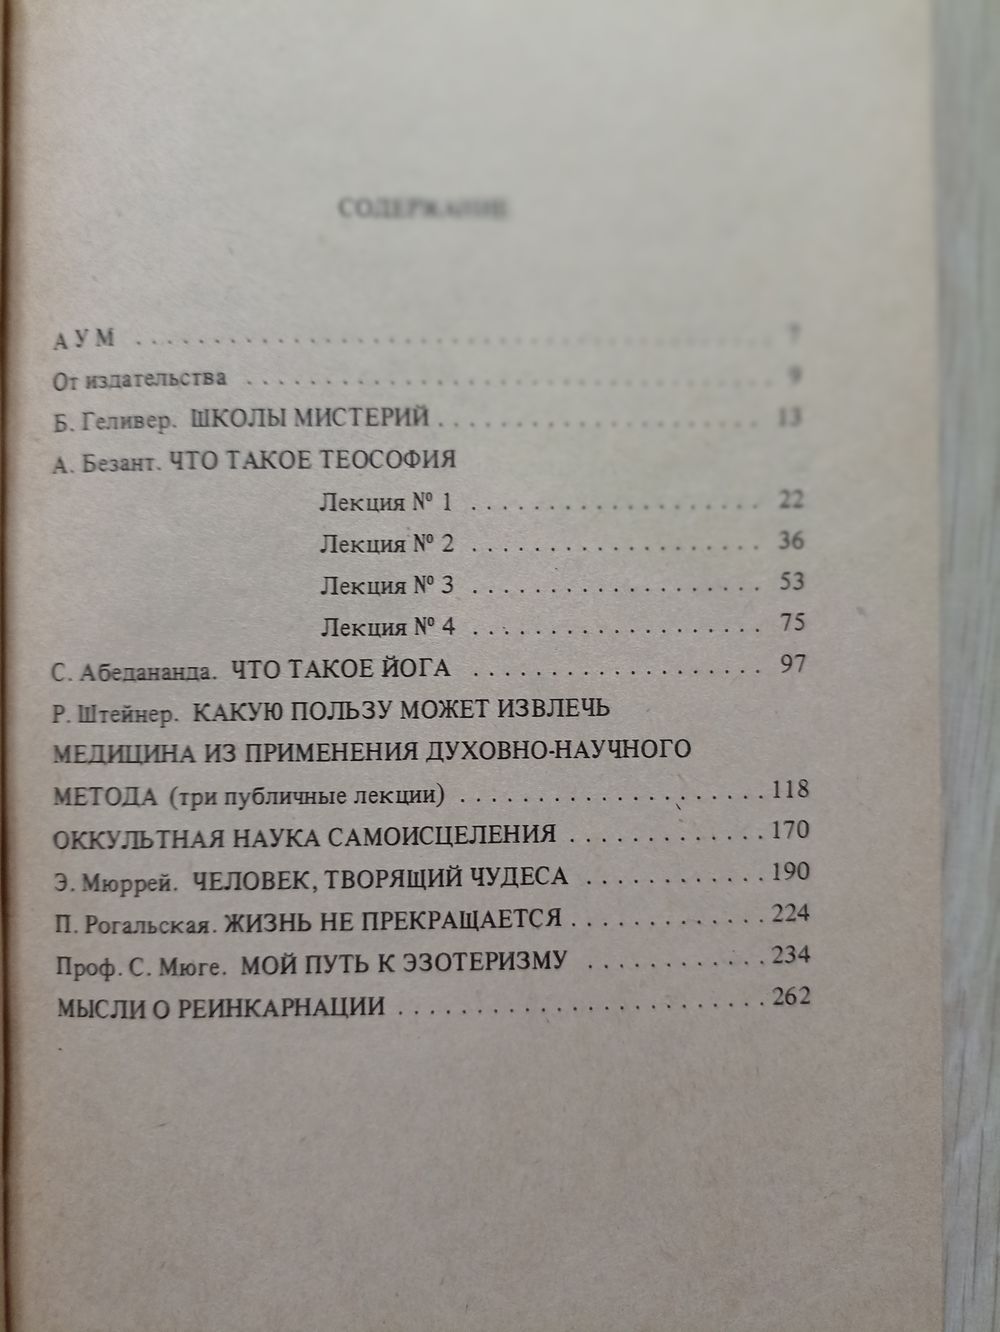 СОДЕРЖАНИЕ
А У М . . . . . . . . . . . . . . . . . . . . . . . . . . . . . . 7
От издательства . . . . . . . . . . . . . . . . . . . . . . . . 9
Б. Геливер. ШКОЛЫ МИСТЕРИЙ . . . . . . . . . . . . . . 13
А. Безант. ЧТО ТАКОЕ ТЕОСОФИЯ
Лекция № 1 . . . . . . . . . . . . . . . 22
Лекция № 2 . . . . . . . . . . . . . . . 36
Лекция № 3 . . . . . . . . . . . . . . . 53
Лекция № 4 . . . . . . . . . . . . . . . 75
С. Абедананда. ЧТО ТАКОЕ ЙОГА . . . . . . . . . . . . . . . 97
Р. Штейнер. КАКУЮ ПОЛЬЗУ МОЖЕТ ИЗВЛЕЧЬ
МЕДИЦИНА ИЗ ПРИМЕНЕНИЯ ДУХОВНО-НАУЧНОГО
МЕТОДА (три публичные лекции) . . . . . . . . . . . . . . . . 118
ОККУЛЬТНАЯ НАУКА САМОИСЦЕЛЕНИЯ . . . . . . . . . . 170
Э. Мюррей. ЧЕЛОВЕК, ТВОРЯЩИЙ ЧУДЕСА . . . . . . . . . 190
П. Рогальская. ЖИЗНЬ НЕ ПРЕКРАЩАЕТСЯ . . . . . . . . . . 224
Проф. С. Мюге. МОЙ ПУТЬ К ЭЗОТЕРИЗМУ . . . . . . . . . 234
МЫСЛИ О РЕИНКАРНАЦИИ . . . . . . . . . . . . . . . . . . . 262